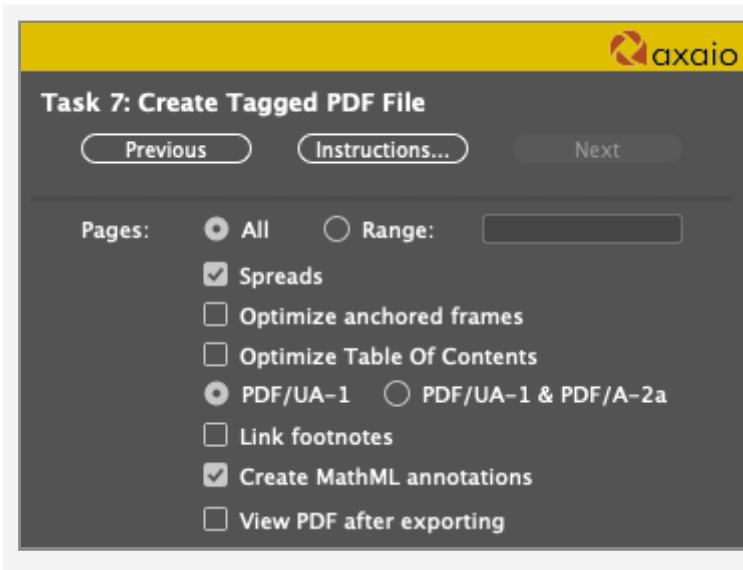 axaio
Task 7: Create Tagged PDF File
Previous Instructions... Next
Pages: All Range:
Spreads
Optimize anchored frames
Optimize Table Of Contents
PDF/UA-1 PDF/UA-1 & PDF/A-2a
Link footnotes
Create MathML annotations
View PDF after exporting